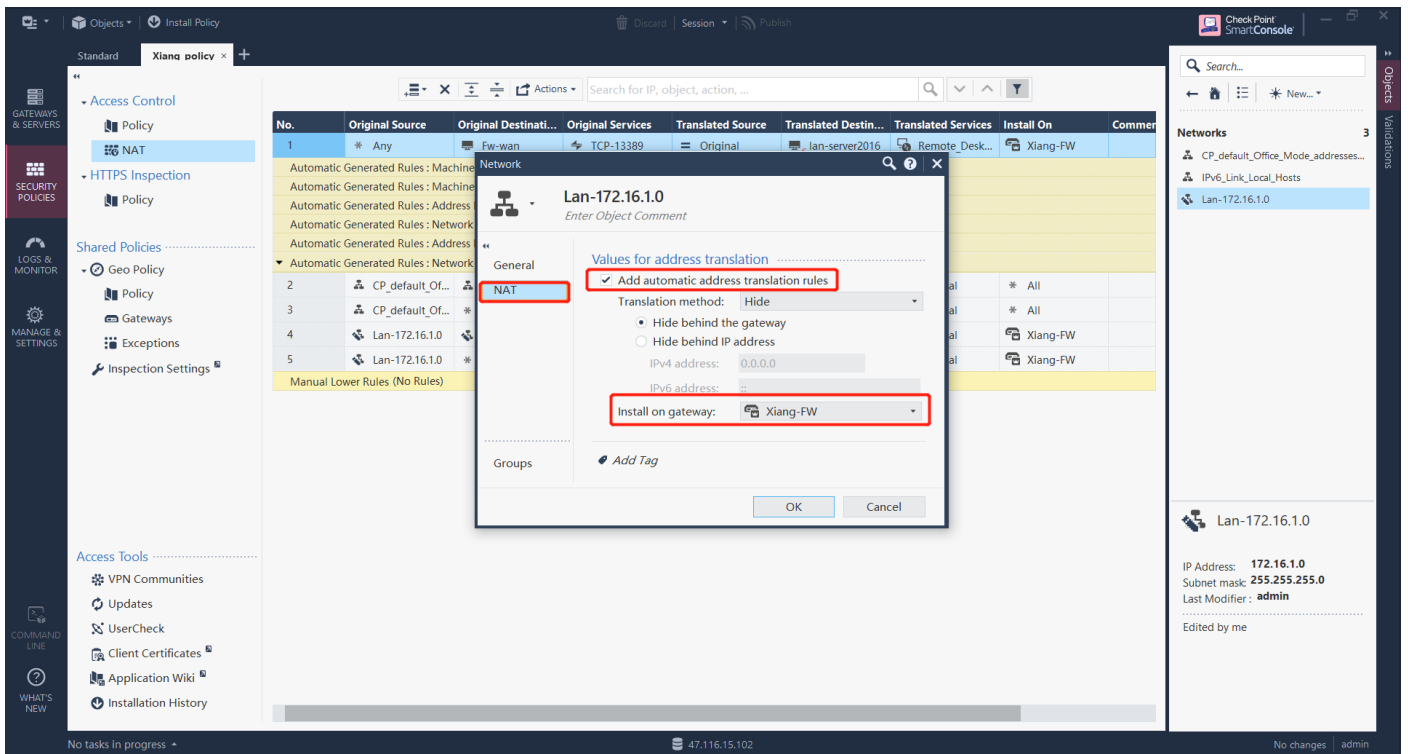 Objects
Install Policy
Discard
Session
Publish
Check Point
SmartConsole
Standard
Xiang_policy
GATEWAYS
& SERVERS
SECURITY
POLICIES
LOGS &
MONITOR
MANAGE &
SETTINGS
COMMAND
LINE
WHAT'S
NEW
Access Control
Policy
NAT
HTTPS Inspection
Policy
Shared Policies
Geo Policy
Policy
Gateways
Exceptions
Inspection Settings
Access Tools
VPN Communities
Updates
UserCheck
Client Certificates
Application Wiki
Installation History
Actions
Search for IP, object, action, ...
No. Original Source Original Destinati... Original Services Translated Source Translated Destin... Translated Services Install On Commer
1 * Any Fw-wan TCP-13389 = Original lan-server2016 Remote_Desk... Xiang-FW
Automatic Generated Rules : Machine
Automatic Generated Rules : Machine
Automatic Generated Rules : Address
Automatic Generated Rules : Network
Automatic Generated Rules : Address
Automatic Generated Rules : Network
2 CP_default_Of... al * All
3 CP_default_Of... * al * All
4 Lan-172.16.1.0 al Xiang-FW
5 Lan-172.16.1.0 * al Xiang-FW
Manual Lower Rules (No Rules)
Network
Lan-172.16.1.0
Enter Object Comment
General
NAT
Groups
Values for address translation
Add automatic address translation rules
Translation method: Hide
Hide behind the gateway
Hide behind IP address
IPv4 address: 0.0.0.0
IPv6 address: ::
Install on gateway: Xiang-FW
Add Tag
OK Cancel
Search...
New...
Networks 3
CP_default_Office_Mode_addresses...
IPv6_Link_Local_Hosts
Lan-172.16.1.0
Lan-172.16.1.0
IP Address: 172.16.1.0
Subnet mask: 255.255.255.0
Last Modifier : admin
Edited by me
Objects
Validations
No tasks in progress
47.116.15.102
No changes
admin